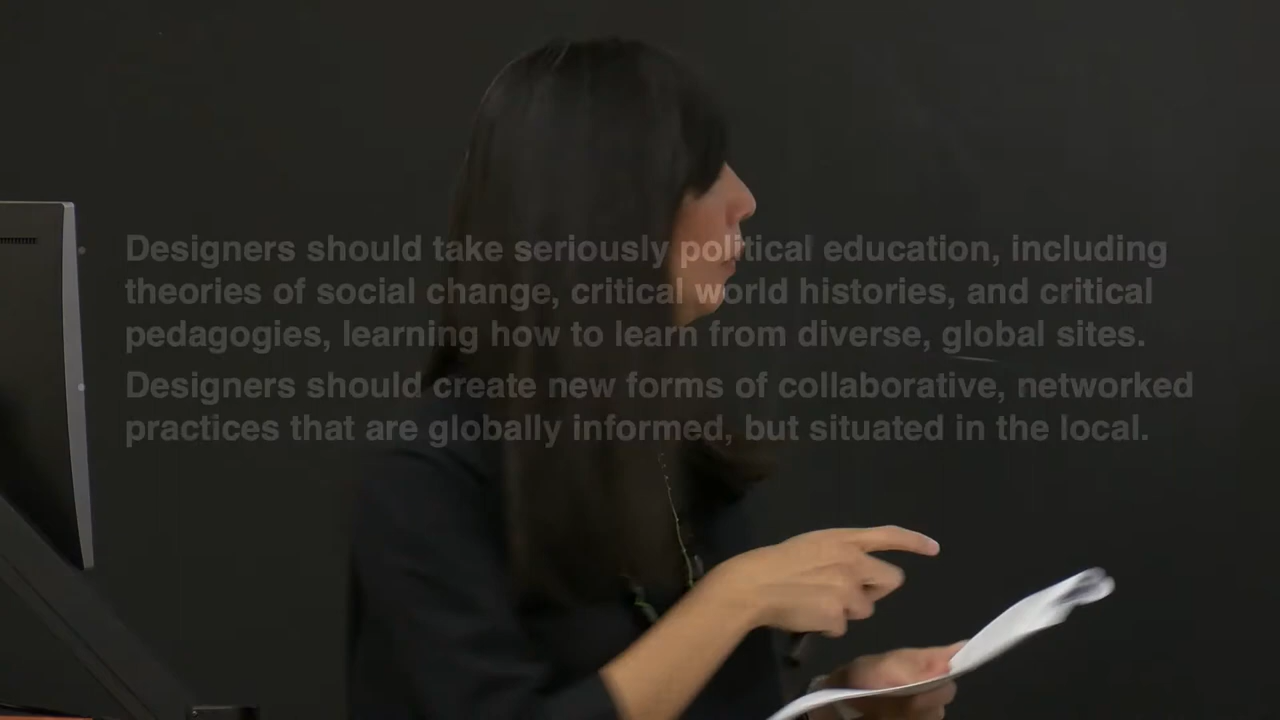 Designers should take seriously political education, including
theories of social change, critical world histories, and critical
pedagogies, learning how to learn from diverse, global sites.
Designers should create new forms of collaborative, networked
practices that are globally informed, but situated in the local.